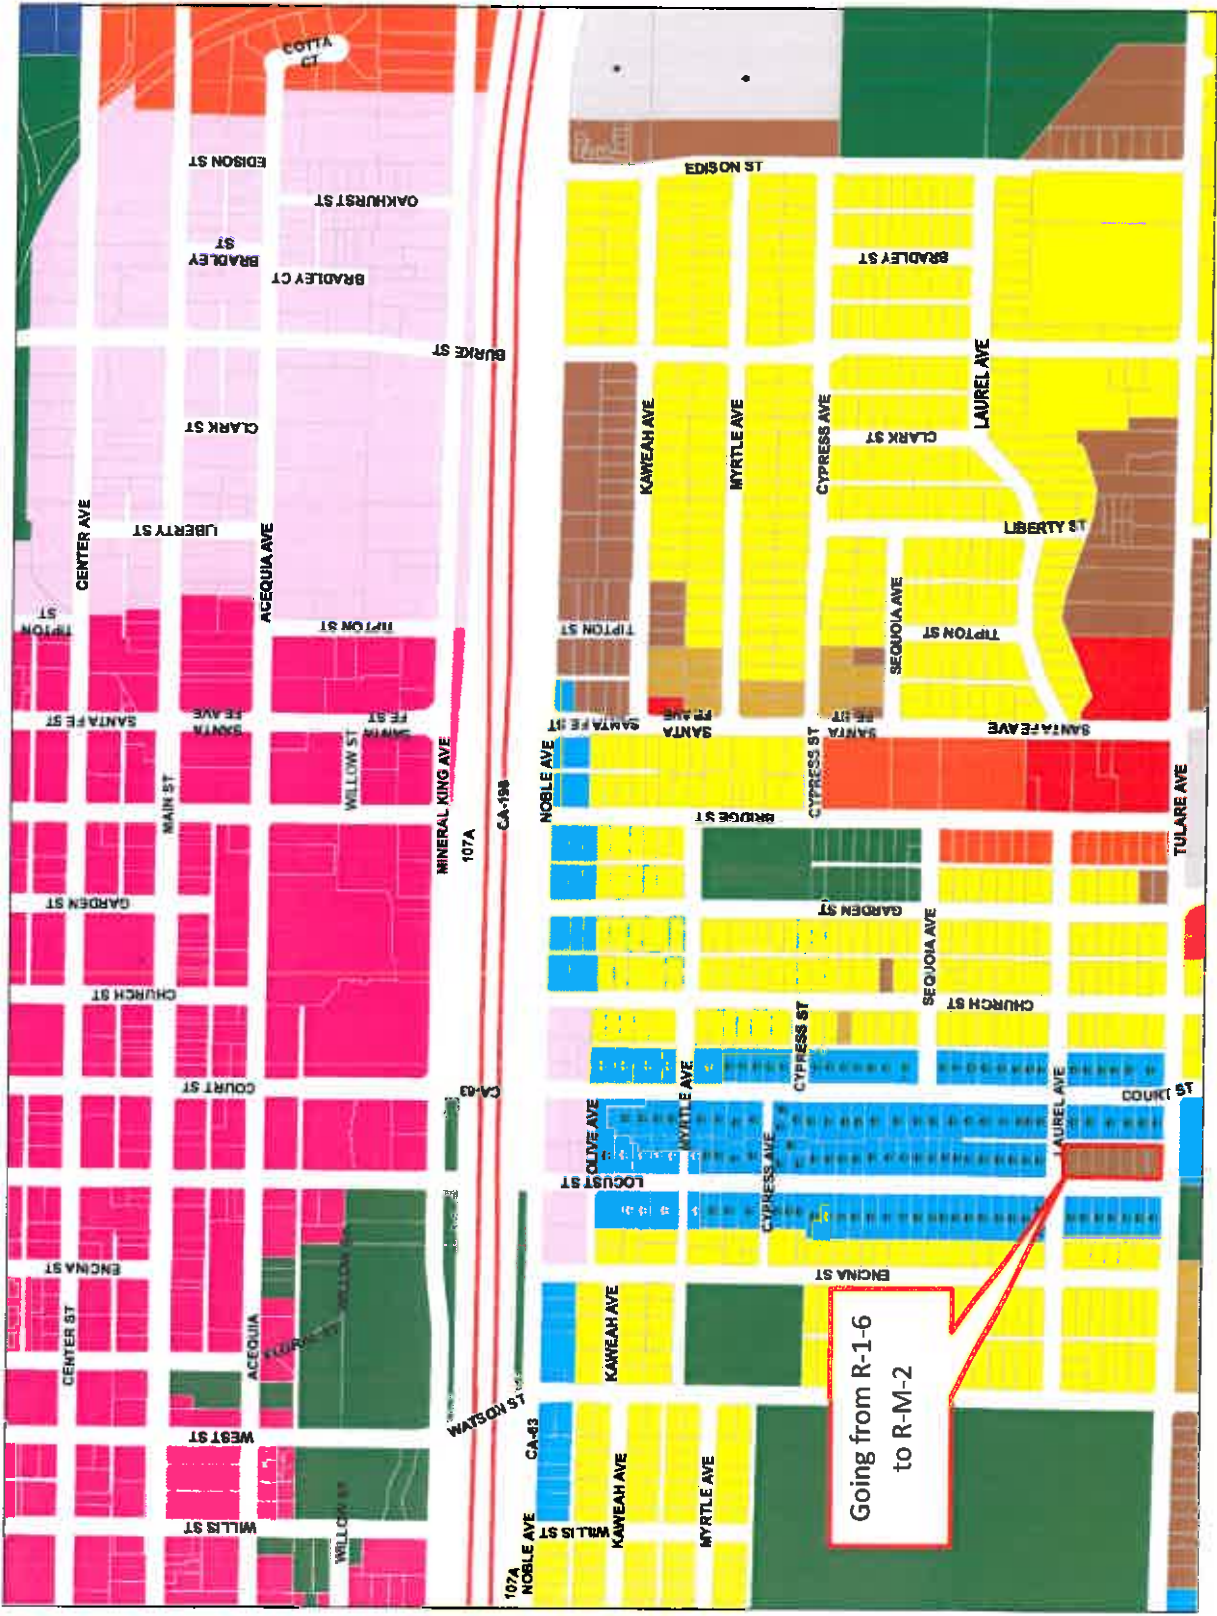 COTTA
CT
EDISON ST
OAKHURST ST
BRADLEY
ST
BRADLEY CT
BURKE ST
CLARK ST
CENTER AVE
LIBERTY ST
ACEQUIA AVE
TIPTON
ST
TIPTON ST
SANTA FE ST
SANTA
FE AVE
SANTA
FE ST
WILLOW ST
MAIN ST
MINERAL KING AVE
107A
CA-198
GARDEN ST
CHURCH ST
COURT ST
CA-63
ENCINA ST
CENTER ST
ACEQUIA
WEST ST
WATSON ST
WILLIS ST
WILLOW ST
EDISON ST
BRADLEY ST
LAUREL AVE
KAWEAH AVE
MYRTLE AVE
CYPRESS AVE
CLARK ST
LIBERTY ST
TIPTON ST
SEQUOIA AVE
TIPTON ST
NOBLE AVE
SANTA FE ST
SANTA
FE AVE
SANTA
FE ST
SANTA FE AVE
CYPRESS ST
BRIDGE ST
TULARE AVE
GARDEN ST
SEQUOIA AVE
CHURCH ST
CYPRESS ST
OLIVE AVE
MYRTLE AVE
LAUREL AVE
COURT ST
LOCUST ST
CYPRESS AVE
ENCINA ST
KAWEAH AVE
CA-63
107A
NOBLE AVE
WILLIS ST
KAWEAH AVE
MYRTLE AVE
Going from R-1-6
to R-M-2